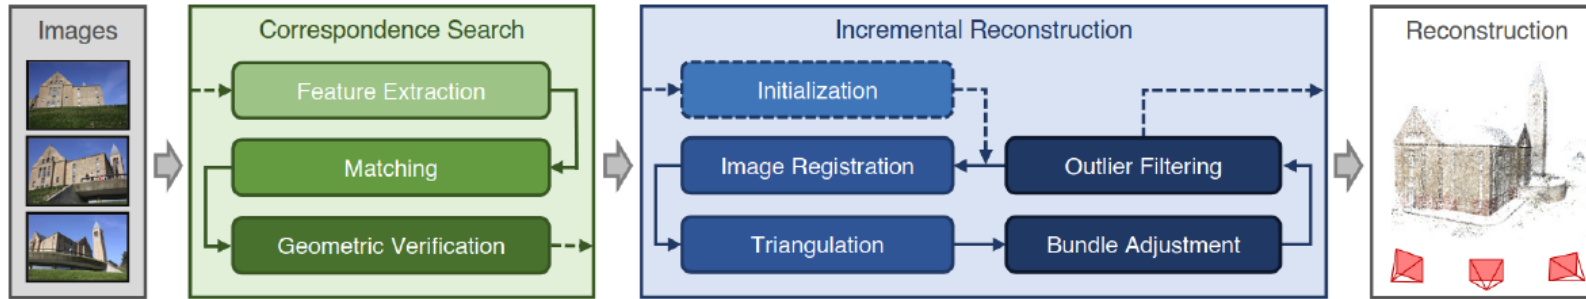 Images
Correspondence Search
Feature Extraction
Matching
Geometric Verification
Incremental Reconstruction
Initialization
Image Registration
Outlier Filtering
Triangulation
Bundle Adjustment
Reconstruction